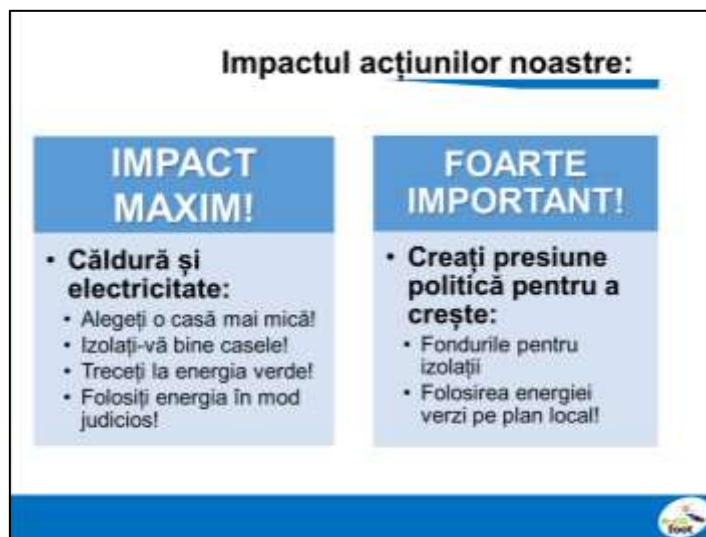 Impactul acțiunilor noastre:
IMPACT
MAXIM!
• Căldură și
electricitate:
• Alegeți o casă mai mică!
• Izolați-vă bine casele!
• Treceți la energia verde!
• Folosiți energia în mod
judicios!
FOARTE
IMPORTANT!
• Creați presiune
politică pentru a
crește:
• Fondurile pentru
izolații
• Folosirea energiei
verzi pe plan local!
foot